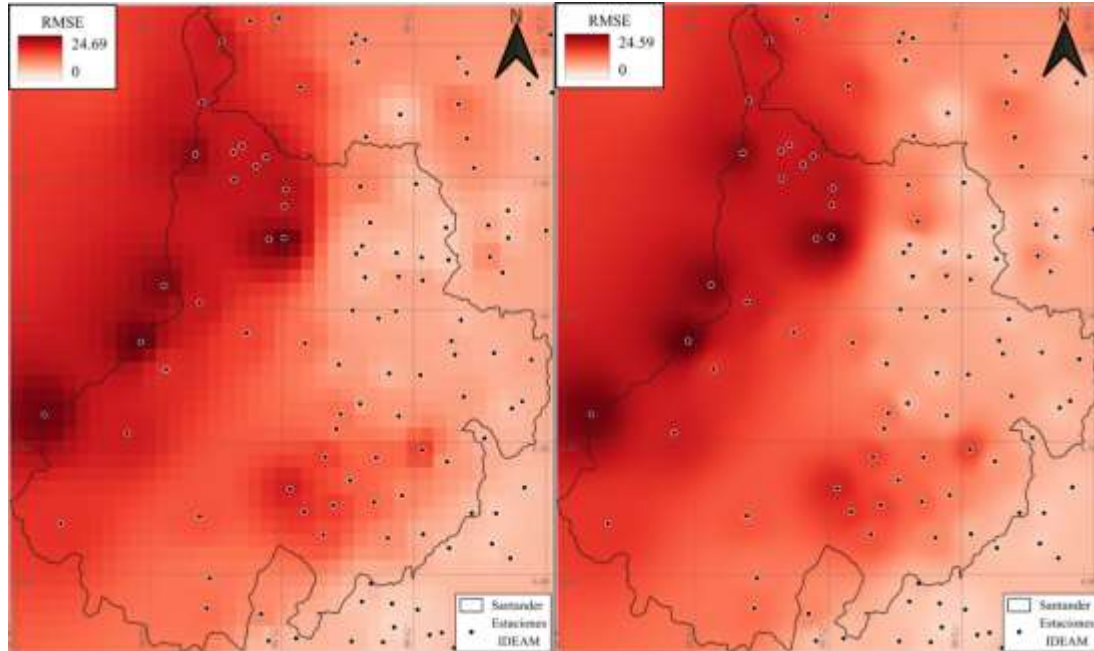 RMSE
24.69
0
N
Santander
Estaciones
IDEAM
RMSE
24.59
0
N
Santander
Estaciones
IDEAM